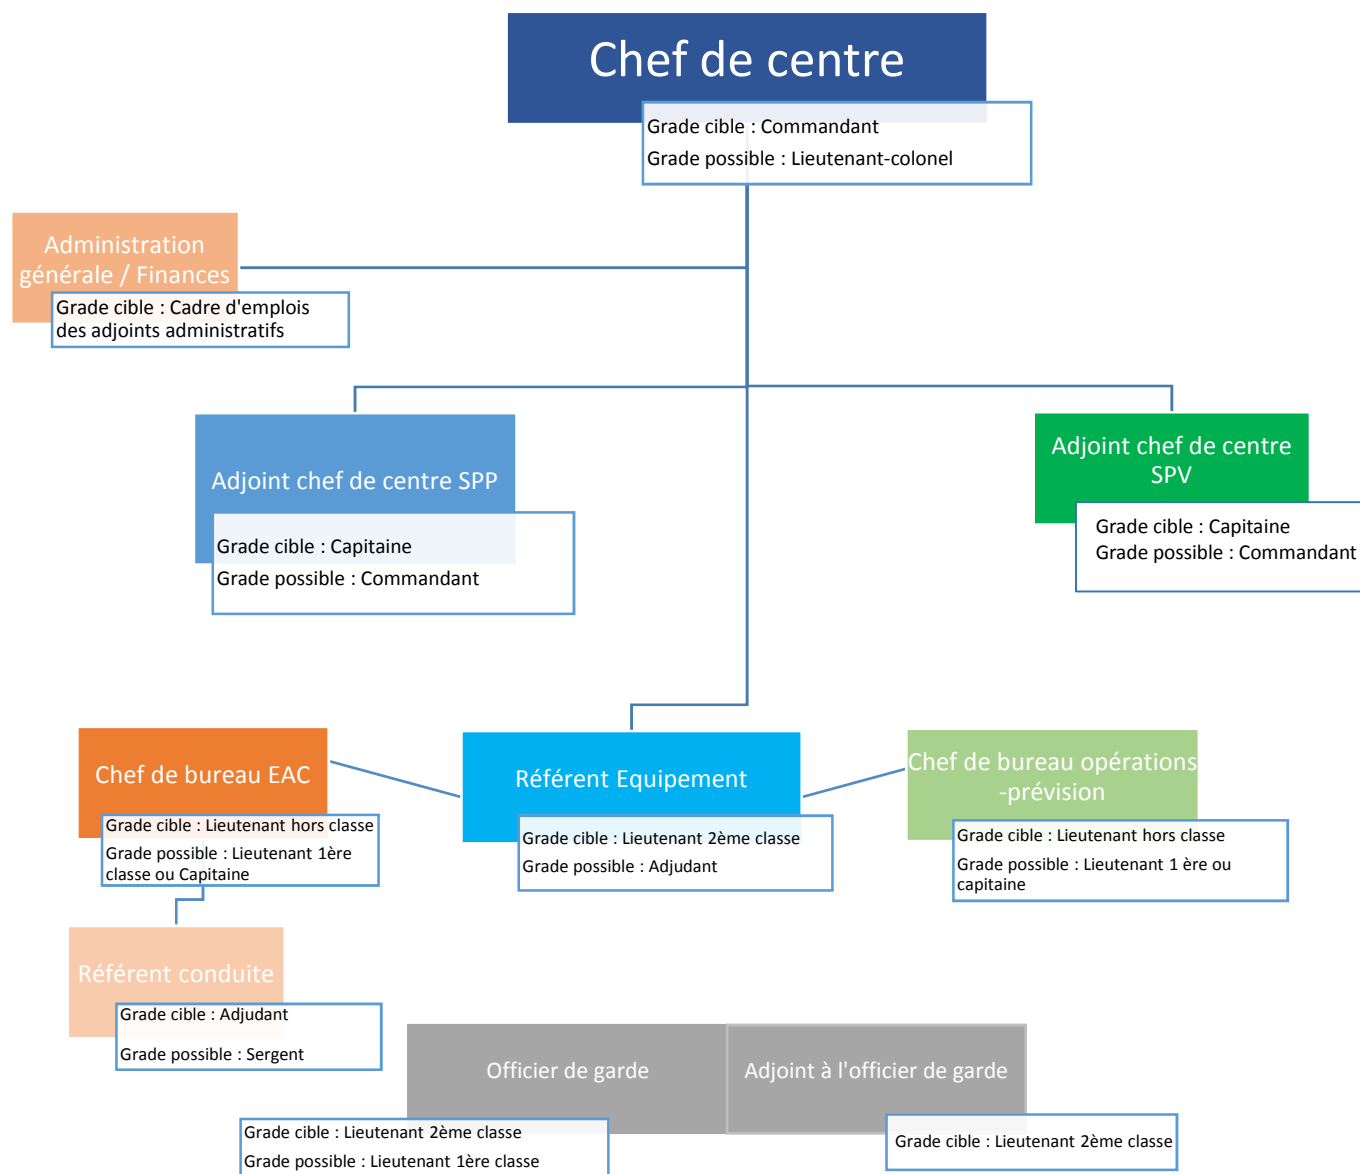 Chef de centre
Grade cible : Commandant
Grade possible : Lieutenant-colonel
Administration
générale / Finances
Grade cible : Cadre d'emplois
des adjoints administratifs
Adjoint chef de centre SPP
Grade cible : Capitaine
Grade possible : Commandant
Adjoint chef de centre
SPV
Grade cible : Capitaine
Grade possible : Commandant
Chef de bureau EAC
Grade cible : Lieutenant hors classe
Grade possible : Lieutenant 1ère
classe ou Capitaine
Référent Equipement
Grade cible : Lieutenant 2ème classe
Grade possible : Adjudant
Chef de bureau opérations
-prévision
Grade cible : Lieutenant hors classe
Grade possible : Lieutenant 1 ère ou
capitaine
Référent conduite
Grade cible : Adjudant
Grade possible : Sergent
Officier de garde
Grade cible : Lieutenant 2ème classe
Grade possible : Lieutenant 1ère classe
Adjoint à l'officier de garde
Grade cible : Lieutenant 2ème classe